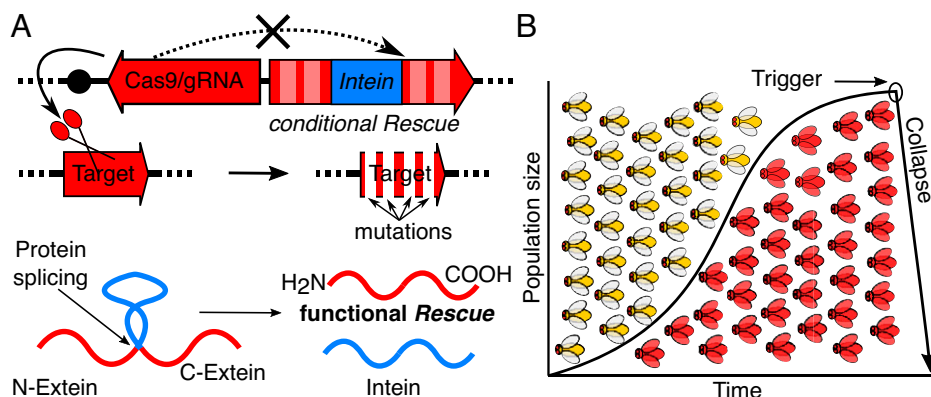 A
Cas9/gRNA
Intein
conditional Rescue
Target
Target
mutations
Protein
splicing
H2N
COOH
functional Rescue
N-Extein
C-Extein
Intein
B
Trigger
Collapse
Population size
Time